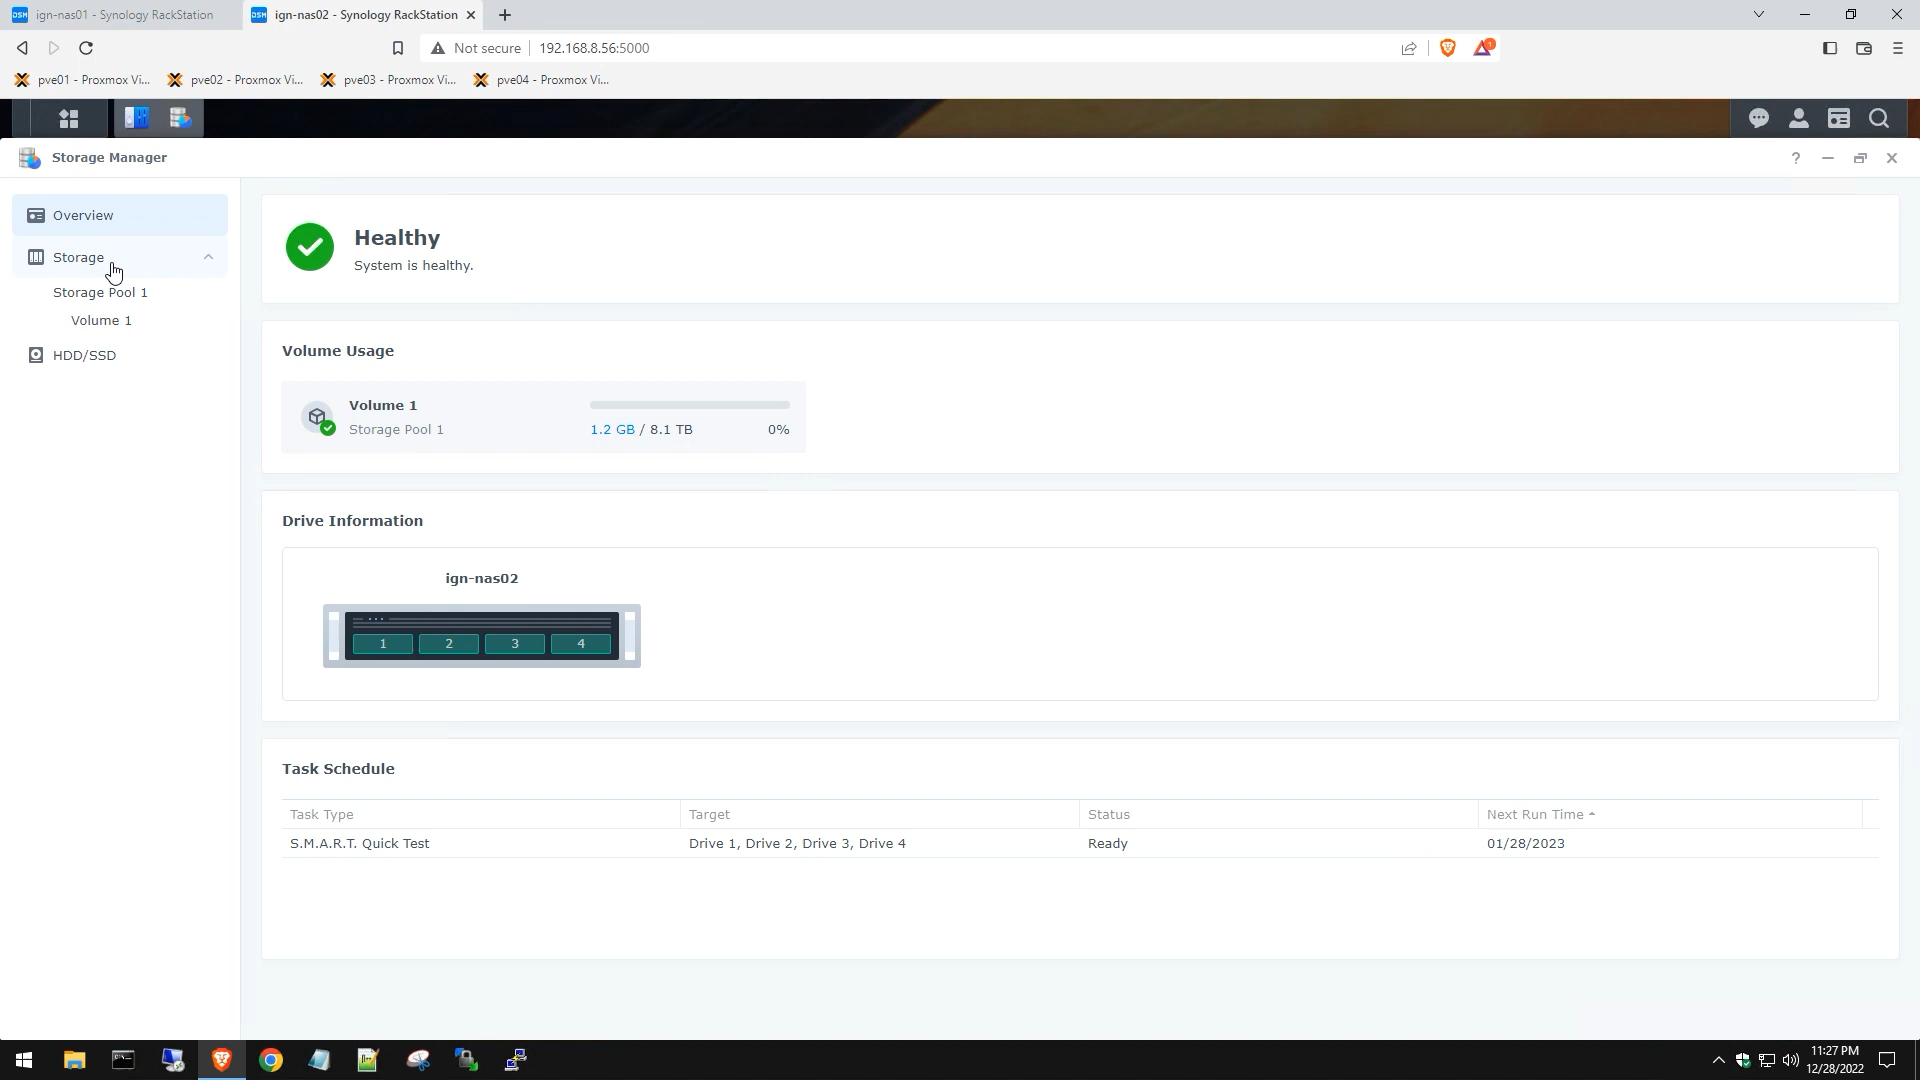 ign-nas01 - Synology RackStation
ign-nas02 - Synology RackStation
Not secure
192.168.8.56:5000
1
pve01 - Proxmox Vi...
pve02 - Proxmox Vi...
pve03 - Proxmox Vi...
pve04 - Proxmox Vi...
Storage Manager
?
Overview
Storage
Storage Pool 1
Volume 1
HDD/SSD
Healthy
System is healthy.
Volume Usage
Volume 1
Storage Pool 1
1.2 GB / 8.1 TB
0%
Drive Information
ign-nas02
1 2 3 4
Task Schedule
Task Type Target Status Next Run Time
S.M.A.R.T. Quick Test Drive 1, Drive 2, Drive 3, Drive 4 Ready 01/28/2023
11:27 PM
12/28/2022